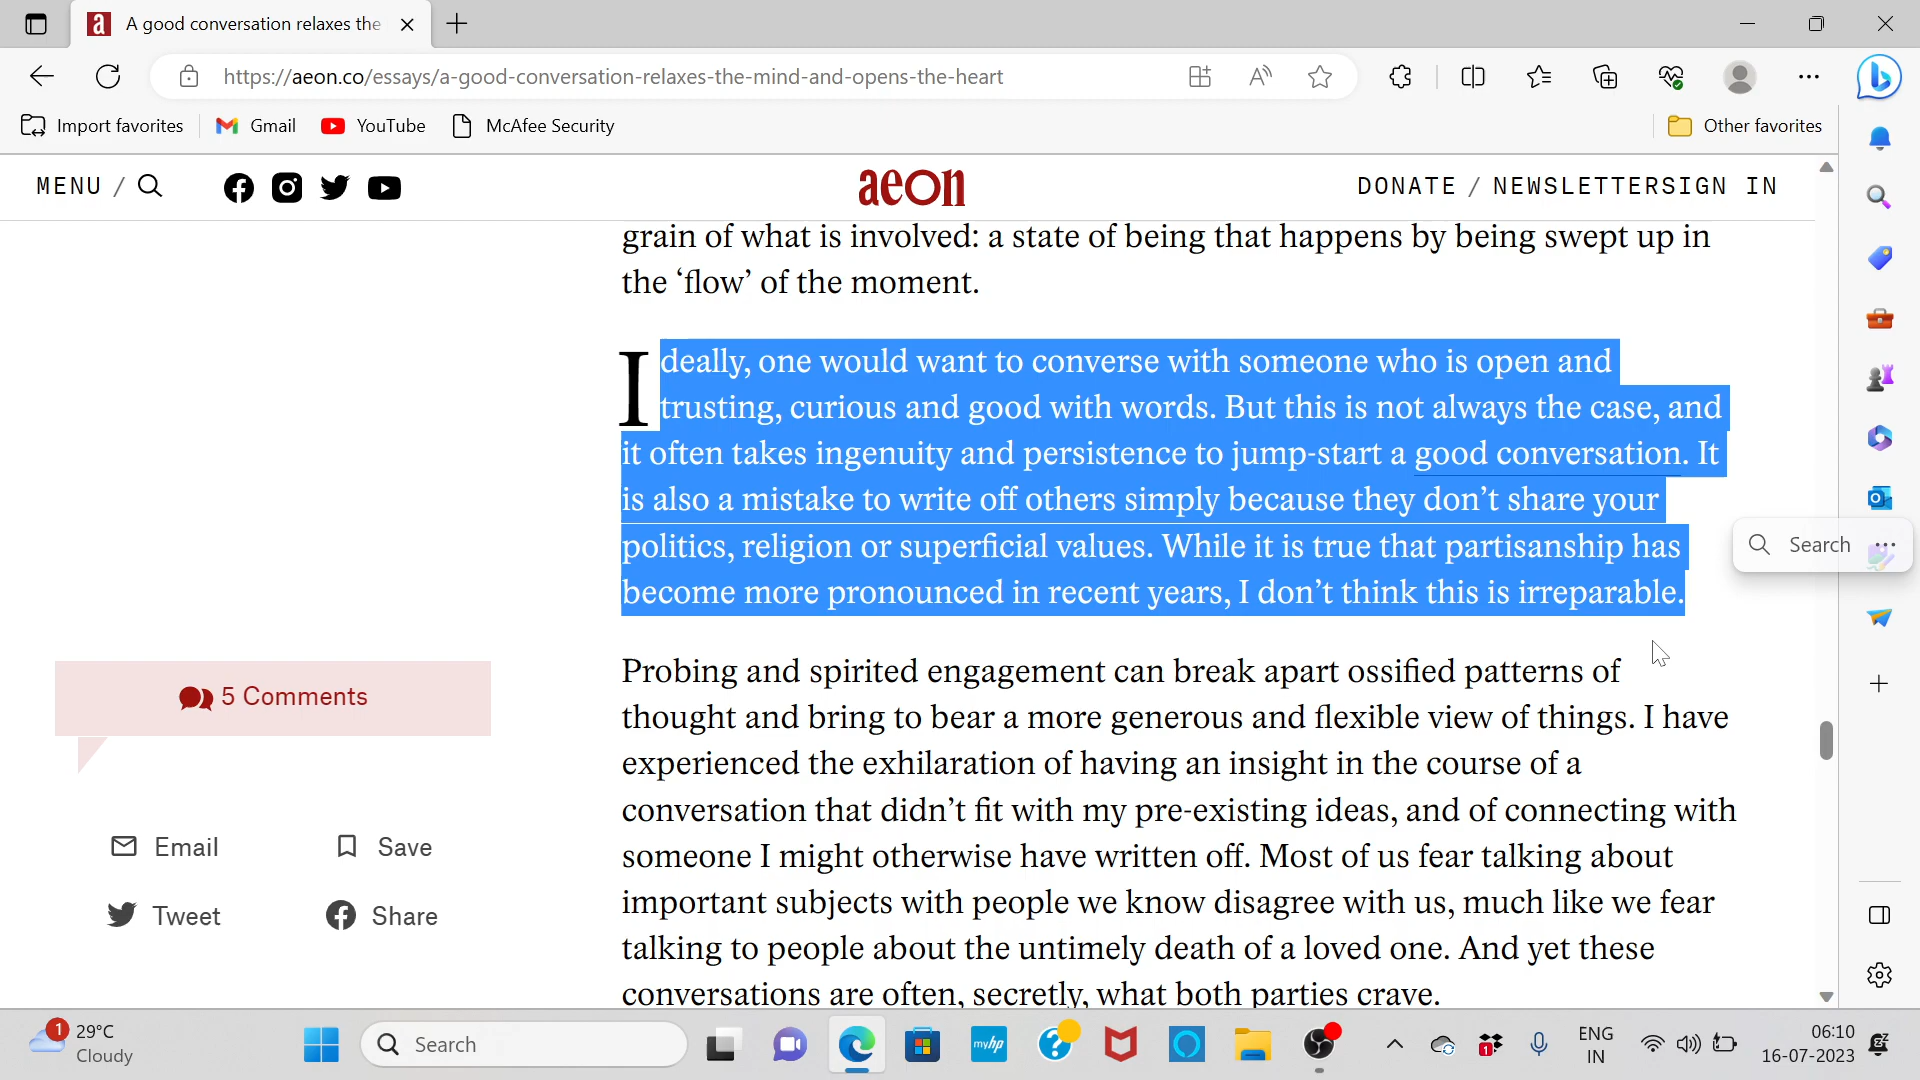 A good conversation relaxes the
https://aeon.co/essays/a-good-conversation-relaxes-the-mind-and-opens-the-heart
Import favorites Gmail YouTube McAfee Security Other favorites
MENU / aeon DONATE / NEWSLETTER SIGN IN
grain of what is involved: a state of being that happens by being swept up in
the ‘flow’ of the moment.
Ideally, one would want to converse with someone who is open and
trusting, curious and good with words. But this is not always the case, and
it often takes ingenuity and persistence to jump-start a good conversation. It
is also a mistake to write off others simply because they don’t share your
politics, religion or superficial values. While it is true that partisanship has
become more pronounced in recent years, I don’t think this is irreparable.
Search
Probing and spirited engagement can break apart ossified patterns of
thought and bring to bear a more generous and flexible view of things. I have
experienced the exhilaration of having an insight in the course of a
conversation that didn’t fit with my pre-existing ideas, and of connecting with
someone I might otherwise have written off. Most of us fear talking about
important subjects with people we know disagree with us, much like we fear
talking to people about the untimely death of a loved one. And yet these
conversations are often, secretly, what both parties crave.
5 Comments
Email Save
Tweet Share
1 29°C
Cloudy
Search
myhp
1
ENG
IN
06:10
16-07-2023